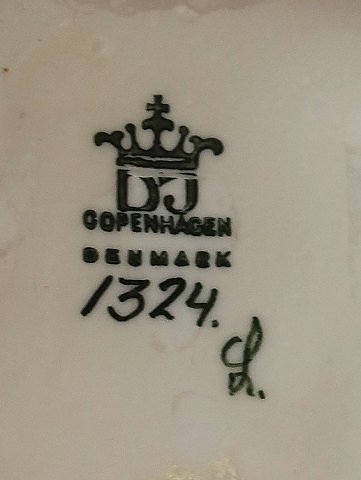 DJ
COPENHAGEN
DENMARK
1324.
L.